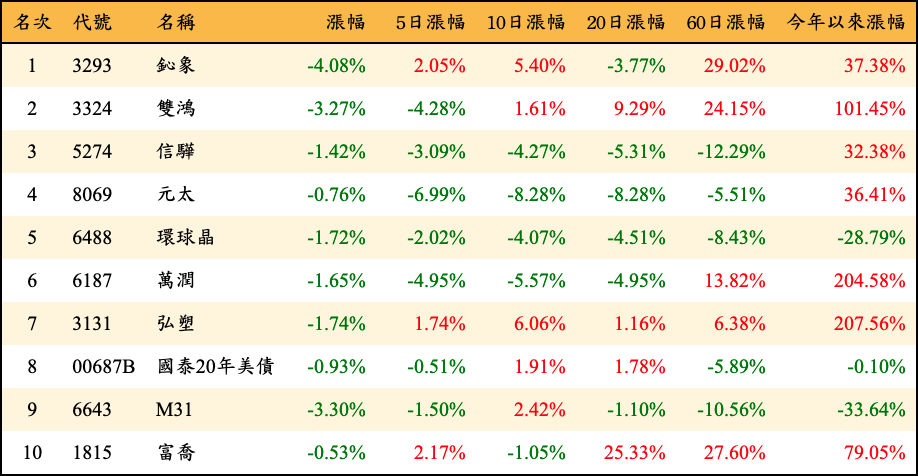 名次 代號 名稱 漲幅 5日漲幅 10日漲幅 20日漲幅 60日漲幅 今年以來漲幅
1 3293 鈊象 -4.08% 2.05% 5.40% -3.77% 29.02% 37.38%
2 3324 雙鴻 -3.27% -4.28% 1.61% 9.29% 24.15% 101.45%
3 5274 信驊 -1.42% -3.09% -4.27% -5.31% -12.29% 32.38%
4 8069 元太 -0.76% -6.99% -8.28% -8.28% -5.51% 36.41%
5 6488 環球晶 -1.72% -2.02% -4.07% -4.51% -8.43% -28.79%
6 6187 萬潤 -1.65% -4.95% -5.57% -4.95% 13.82% 204.58%
7 3131 弘塑 -1.74% 1.74% 6.06% 1.16% 6.38% 207.56%
8 00687B 國泰20年美債 -0.93% -0.51% 1.91% 1.78% -5.89% -0.10%
9 6643 M31 -3.30% -1.50% 2.42% -1.10% -10.56% -33.64%
10 1815 富喬 -0.53% 2.17% -1.05% 25.33% 27.60% 79.05%